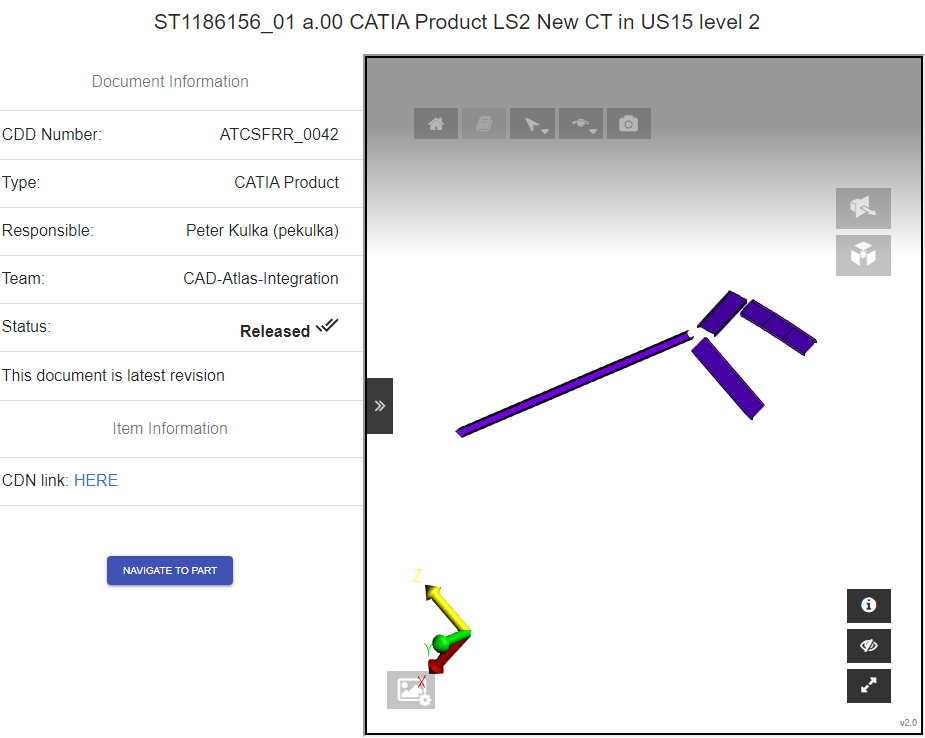 ST1186156_01 a.00 CATIA Product LS2 New CT in US15 level 2
Document Information
CDD Number: ATCSFRR_0042
Type: CATIA Product
Responsible: Peter Kulka (pekulka)
Team: CAD-Atlas-Integration
Status: Released
This document is latest revision
Item Information
CDN link: HERE
NAVIGATE TO PART
Z
Y
X
v2.0